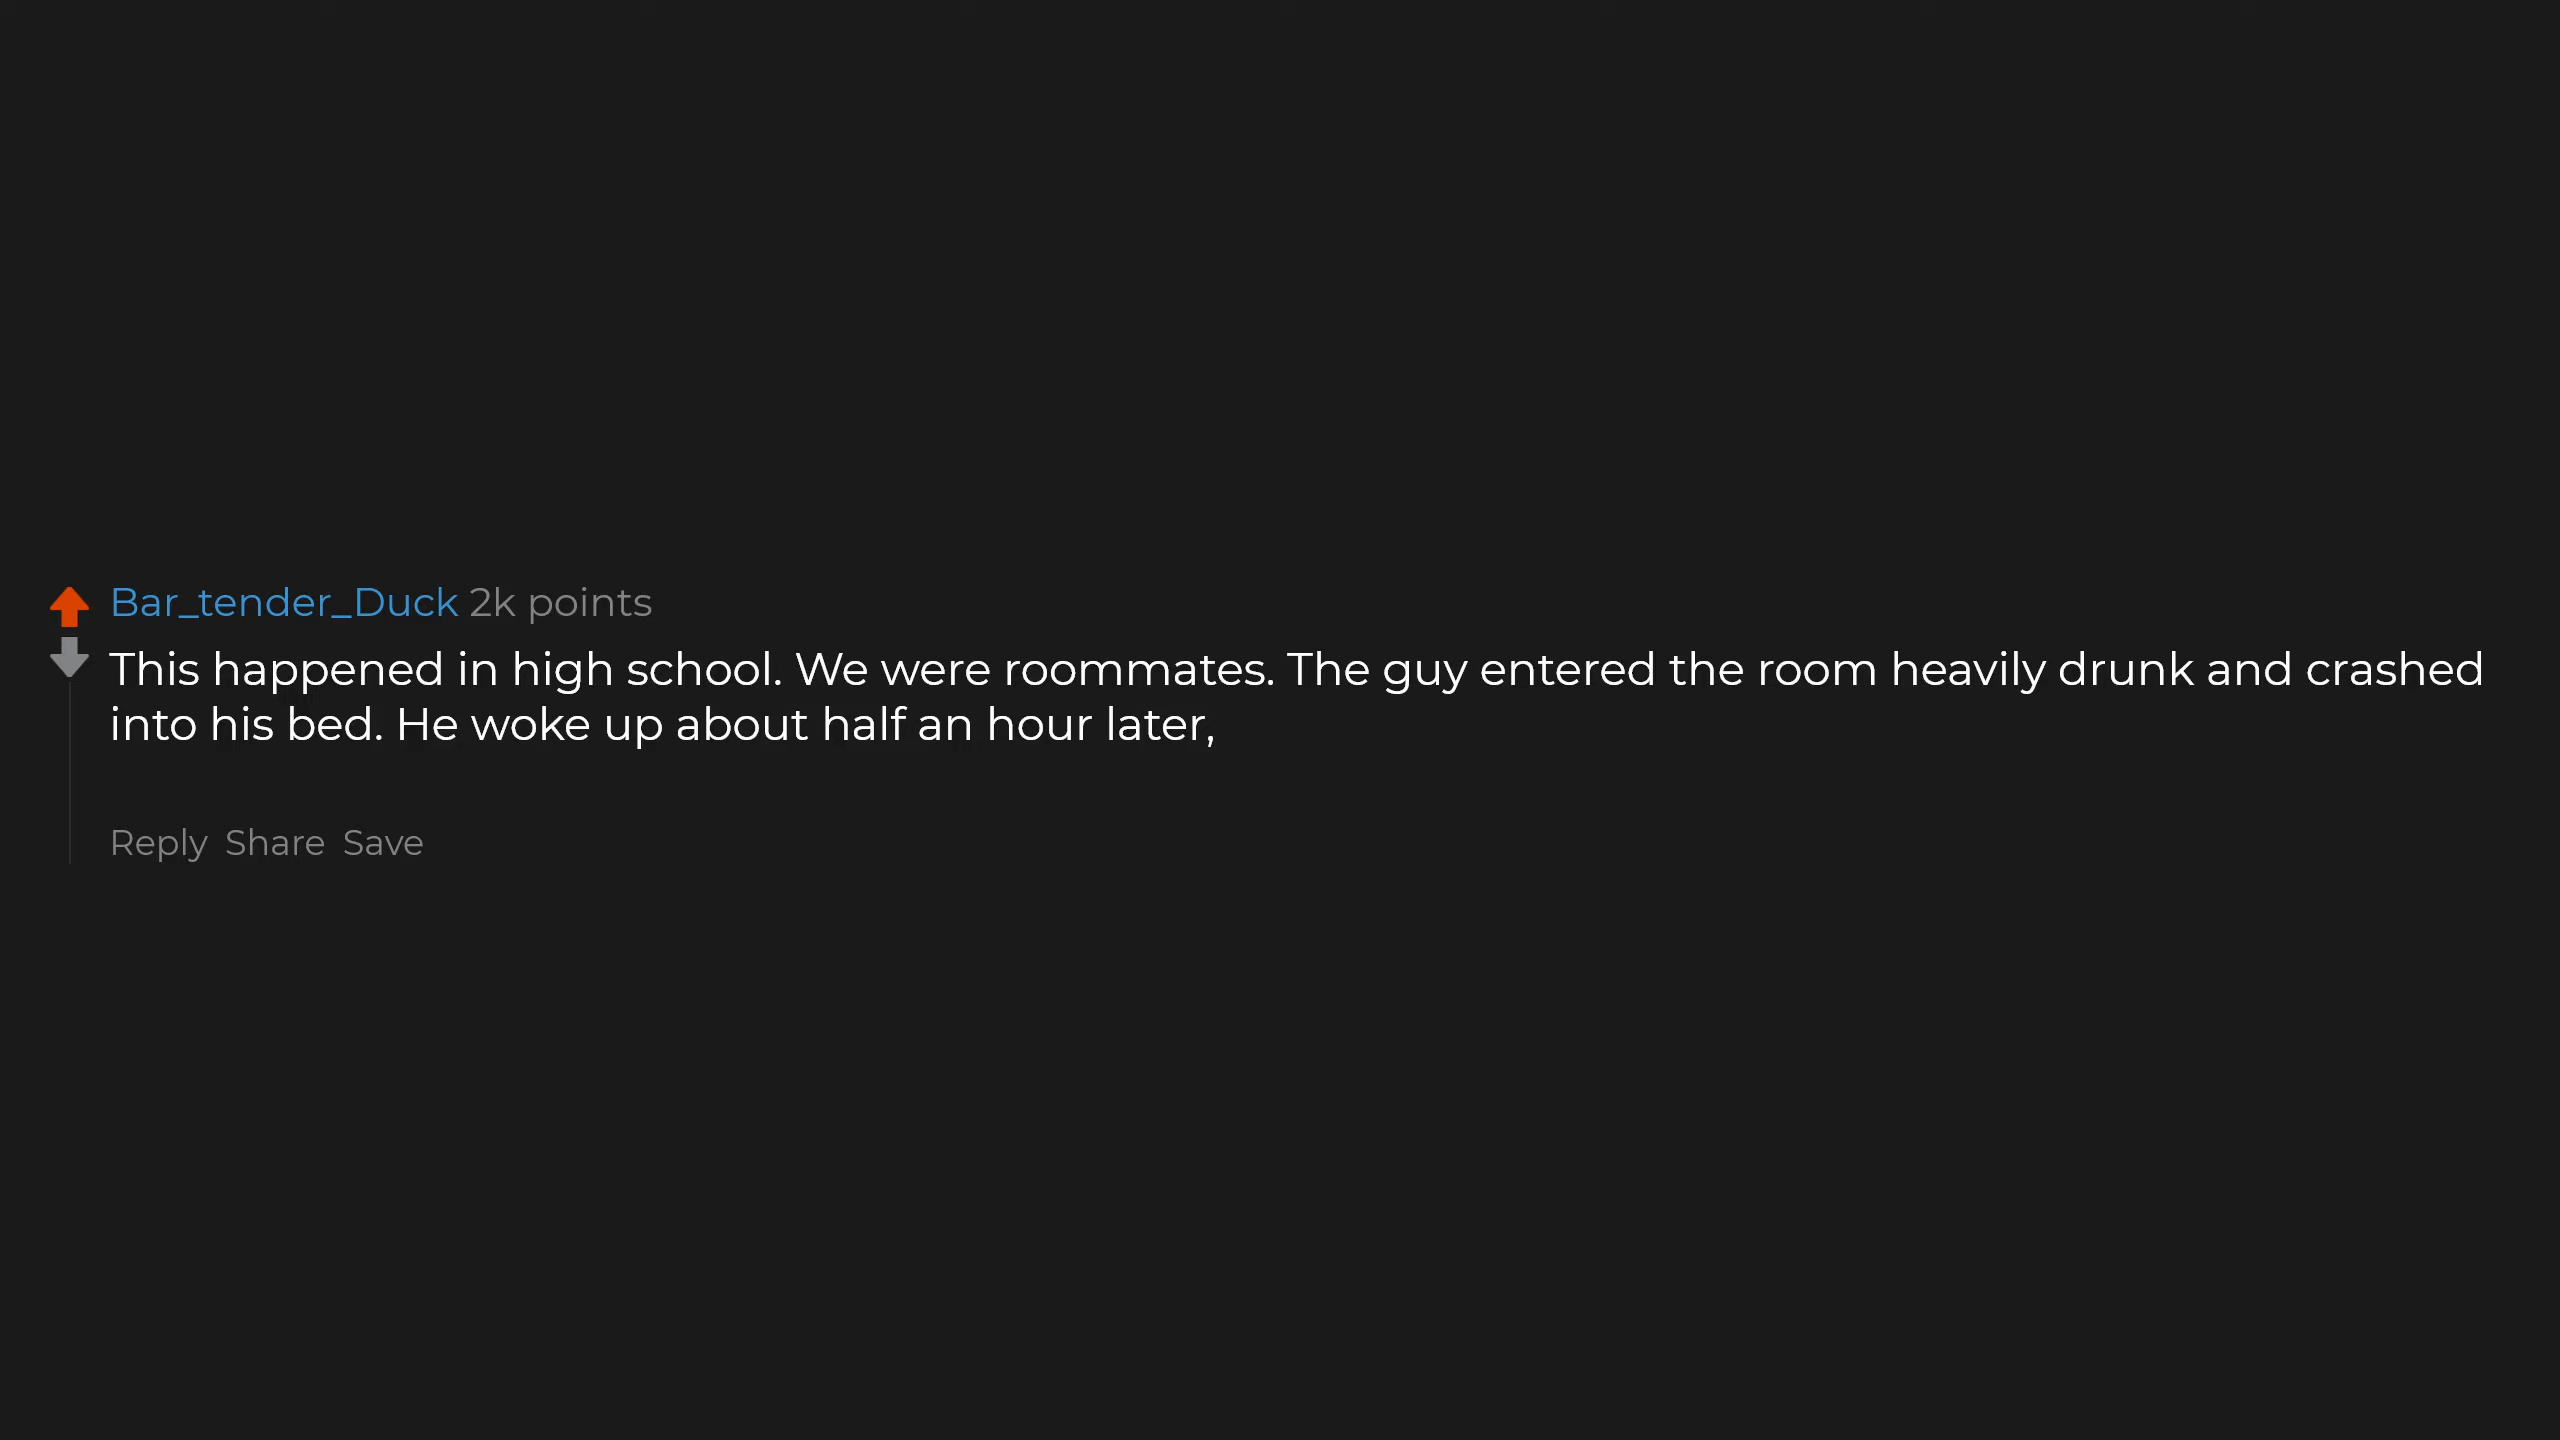 Bar_tender_Duck 2k points
This happened in high school. We were roommates. The guy entered the room heavily drunk and crashed
into his bed. He woke up about half an hour later,
Reply Share Save